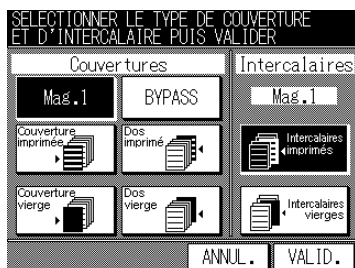 SELECTIONNER LE TYPE DE COUVERTURE
ET D'INTERCALAIRE PUIS VALIDER
Couvertures
Intercalaires
Mag.1
BYPASS
Mag.1
Couverture
imprimée
Dos
imprimé
Intercalaires
imprimés
Couverture
vierge
Dos
vierge
Intercalaires
vierges
ANNUL.
VALID.